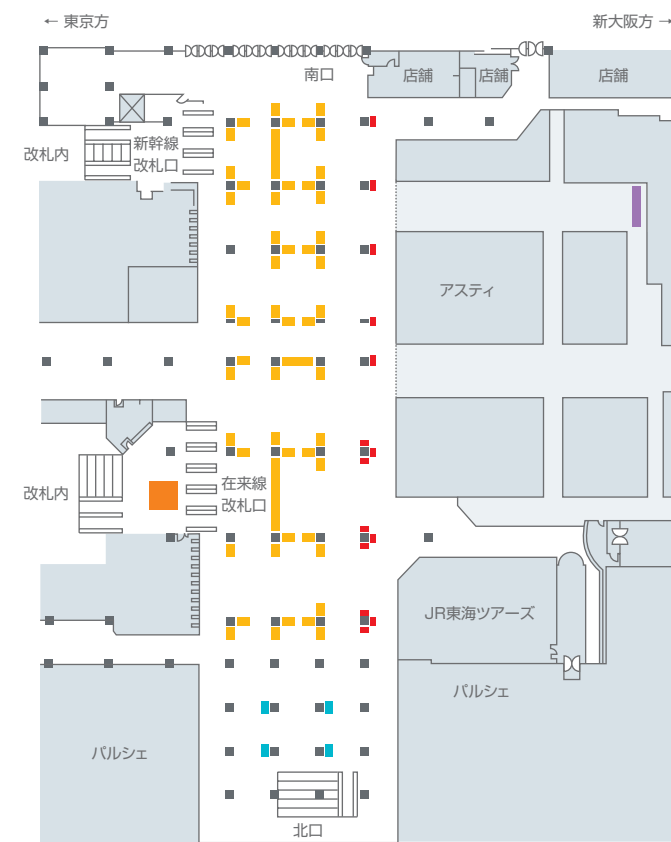 ← 東京方
新大阪方 →
南口
店舗
店舗
店舗
改札内
新幹線
改札口
アスティ
改札内
在来線
改札口
JR東海ツアーズ
パルシェ
パルシェ
北口